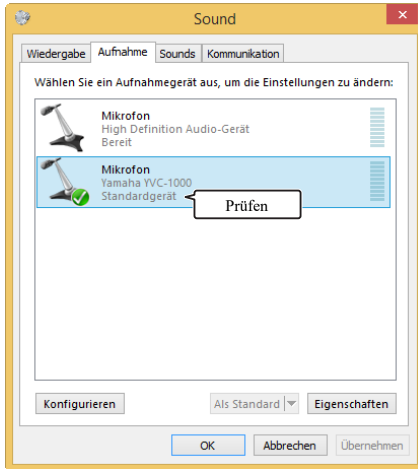 Sound
Wiedergabe Aufnahme Sounds Kommunikation
Wählen Sie ein Aufnahmegerät aus, um die Einstellungen zu ändern:
Mikrofon
High Definition Audio-Gerät
Bereit
Mikrofon
Yamaha YVC-1000
Standardgerät
Prüfen
Konfigurieren Als Standard Eigenschaften
OK Abbrechen Übernehmen